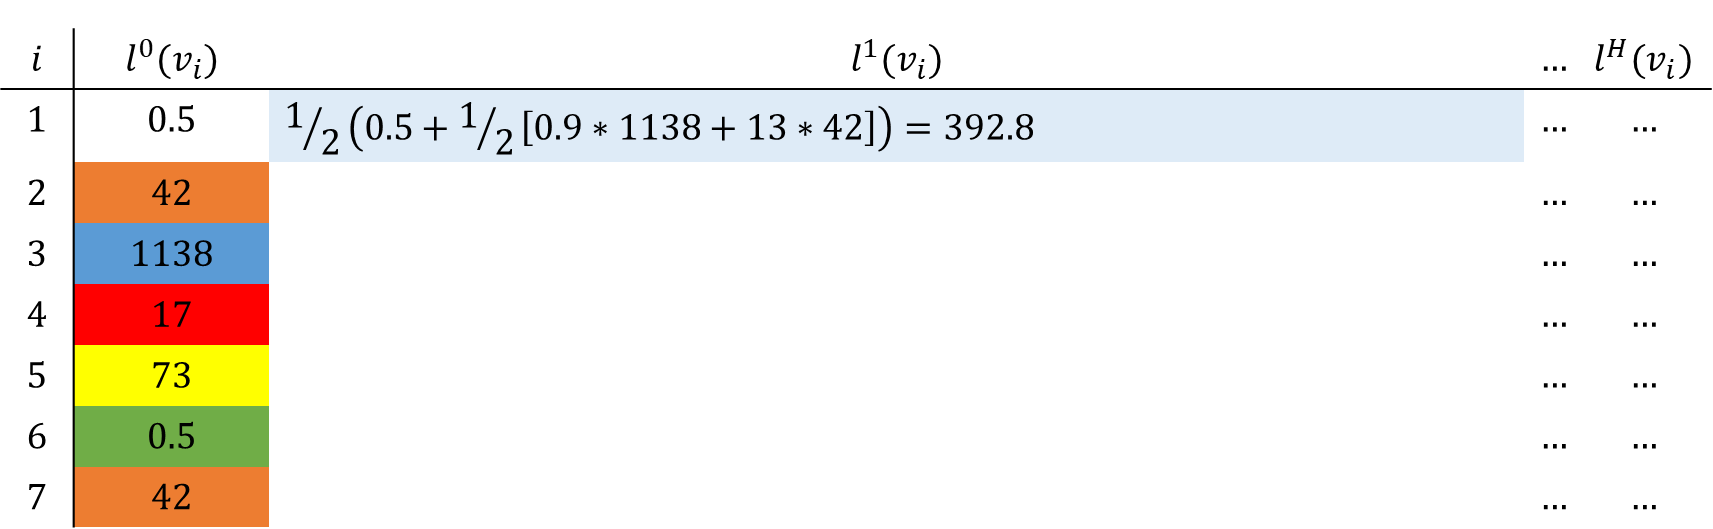 i l⁰(vᵢ) l¹(vᵢ) … lᴴ(vᵢ)
1 0.5 1/2 (0.5 + 1/2 [0.9 ∗ 1138 + 13 ∗ 42]) = 392.8 … …
2 42 … …
3 1138 … …
4 17 … …
5 73 … …
6 0.5 … …
7 42 … …